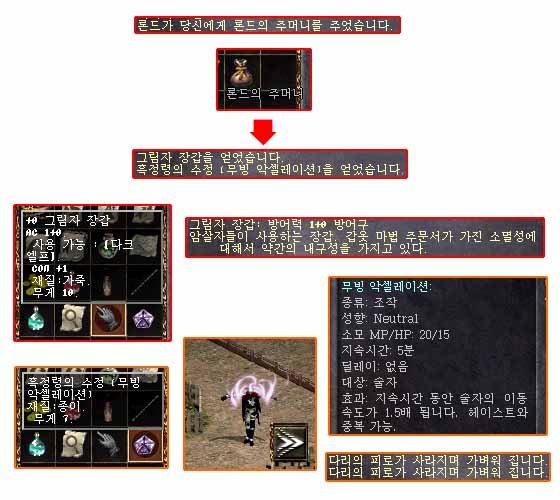 론드가 당신에게 론드의 주머니를 주었습니다.
론드의 주머니
그림자 장갑을 얻었습니다.
흑정령의 수정 [무빙 악셀레이션]을 얻었습니다.
+0 그림자 장갑
AC 1+0
사용 가능 : [다크
엘프].
CON +1
재질:가죽.
무게 10.
그림자 장갑: 방어력 1+0 방어구
암살자들이 사용하는 장갑. 갑옷 마법 주문서가 가진 소멸성에
대해서 약간의 내구성을 가지고 있다.
무빙 악셀레이션:
종류: 조작
성향: Neutral
소모 MP/HP: 20/15
지속시간: 5분
딜레이: 없음
대상: 술자
효과: 지속시간 동안 술자의 이동
속도가 1.5배 됩니다. 헤이스트와
중복 가능.
흑정령의 수정 [무빙
악셀레이션]
재질:종이.
무게 7.
다리의 피로가 사라지며 가벼워 집니다.
다리의 피로가 사라지며 가벼워 집니다.